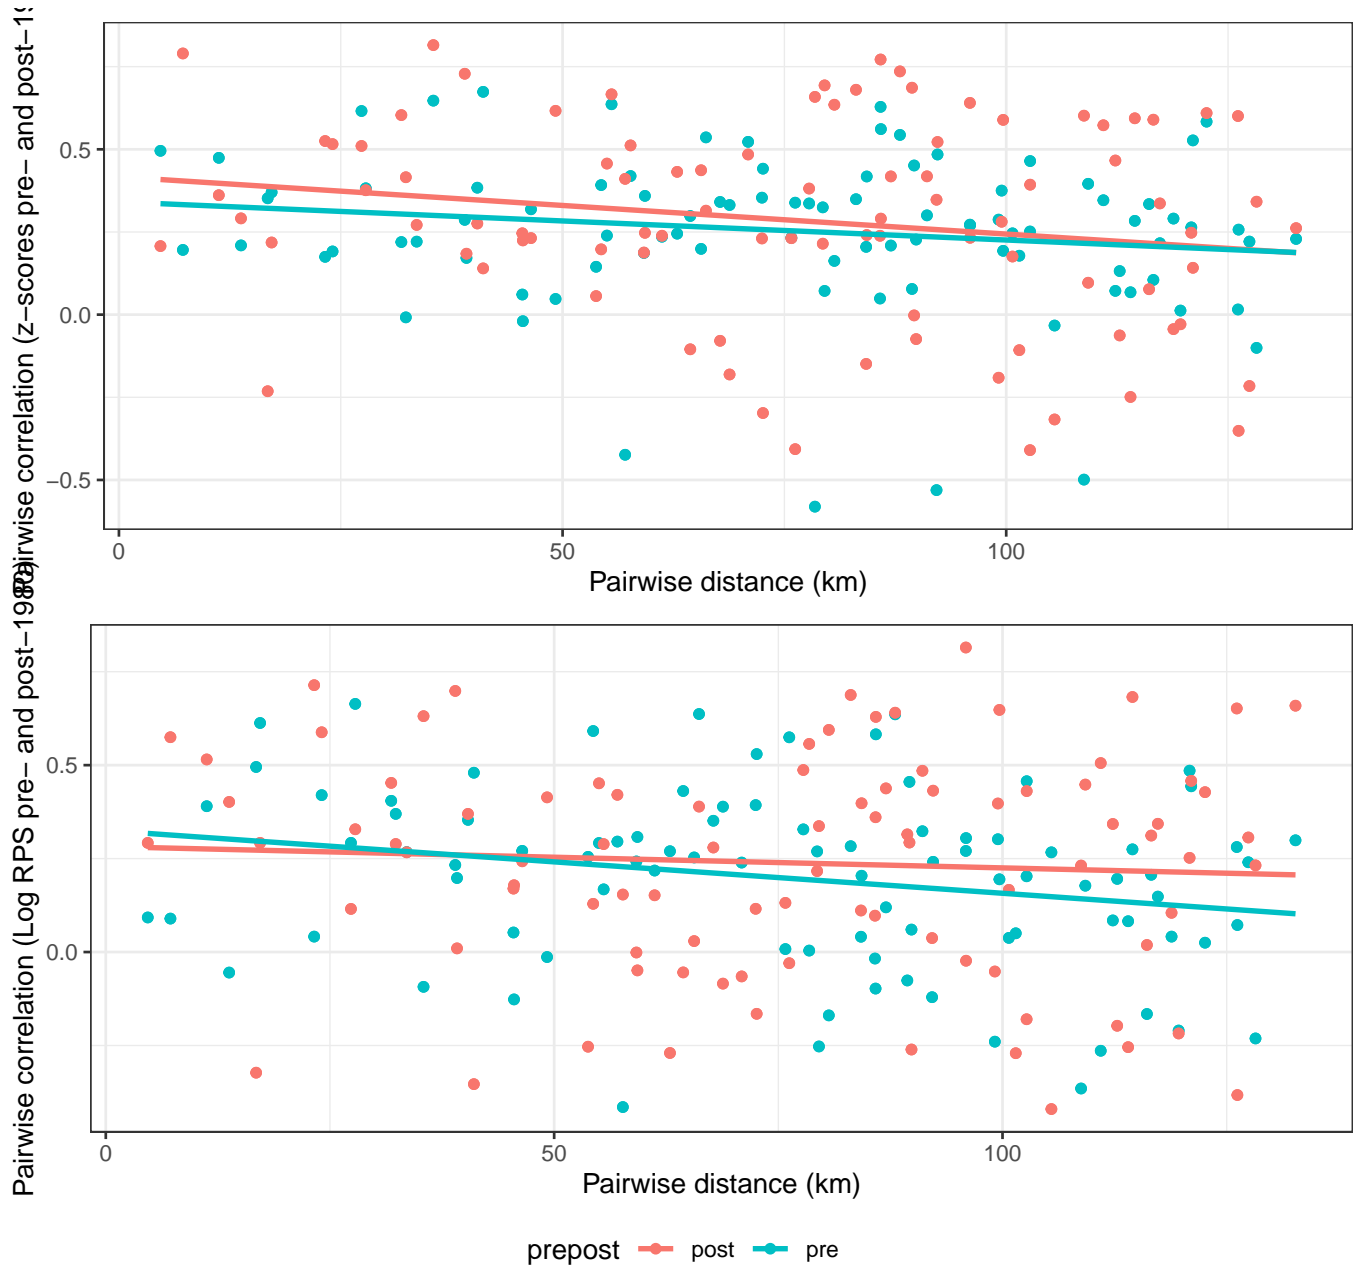 Pairwise correlation (z−scores pre− and post−19
0.5
0.0
−0.5
0
50
100
Pairwise distance (km)
Pairwise correlation (Log RPS pre− and post−198
0.5
0.0
0
50
100
Pairwise distance (km)
prepost post pre